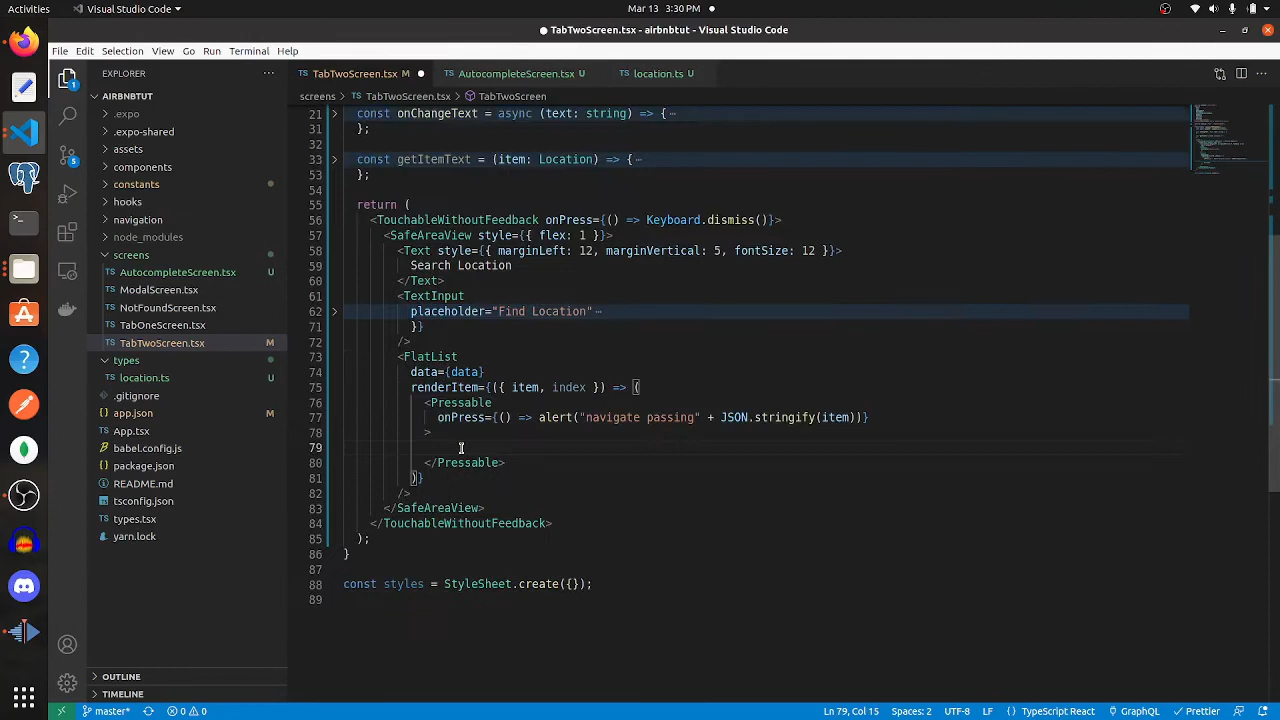 Activities
Visual Studio Code
Mar 13 3:30 PM
TabTwoScreen.tsx - airbnbtut - Visual Studio Code
File Edit Selection View Go Run Terminal Help
EXPLORER
TabTwoScreen.tsx M
AutocompleteScreen.tsx U
location.ts U
screens > TabTwoScreen.tsx > TabTwoScreen
1
AIRBNBTUT
.expo
.expo-shared
assets
components
constants
hooks
navigation
node_modules
screens
AutocompleteScreen.tsx U
ModalScreen.tsx
NotFoundScreen.tsx
TabOneScreen.tsx
TabTwoScreen.tsx M
types
location.ts U
.gitignore
app.json M
App.tsx
babel.config.js
package.json
README.md
tsconfig.json
types.tsx
yarn.lock
OUTLINE
TIMELINE
21 const onChangeText = async (text: string) => {
31 };
32
33 const getItemText = (item: Location) => {
53 };
54
55 return (
56 <TouchableWithoutFeedback onPress={() => Keyboard.dismiss()}>
57 <SafeAreaView style={{ flex: 1 }}>
58 <Text style={{ marginLeft: 12, marginVertical: 5, fontSize: 12 }}>
59 Search Location
60 </Text>
61 <TextInput
62 placeholder="Find Location"
71 }}
72 />
73 <FlatList
74 data={data}
75 renderItem={({ item, index }) => (
76 <Pressable
77 onPress={() => alert("navigate passing" + JSON.stringify(item))}
78 >
79
80 </Pressable>
81 )}
82 />
83 </SafeAreaView>
84 </TouchableWithoutFeedback>
85 );
86 }
87
88 const styles = StyleSheet.create({});
89
master* 0 0 Ln 79, Col 15 Spaces: 2 UTF-8 LF { } TypeScript React GraphQL Prettler